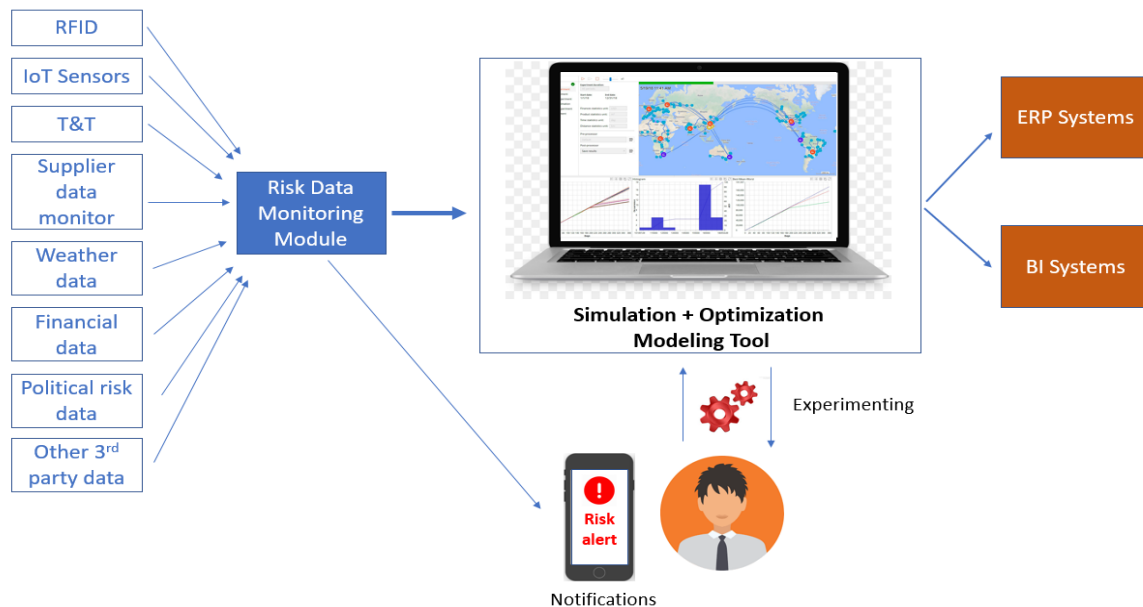 RFID
IoT Sensors
T&T
Supplier
data
monitor
Weather
data
Financial
data
Political risk
data
Other 3rd
party data
Risk Data
Monitoring
Module
Simulation + Optimization
Modeling Tool
ERP Systems
BI Systems
Experimenting
Risk
alert
Notifications